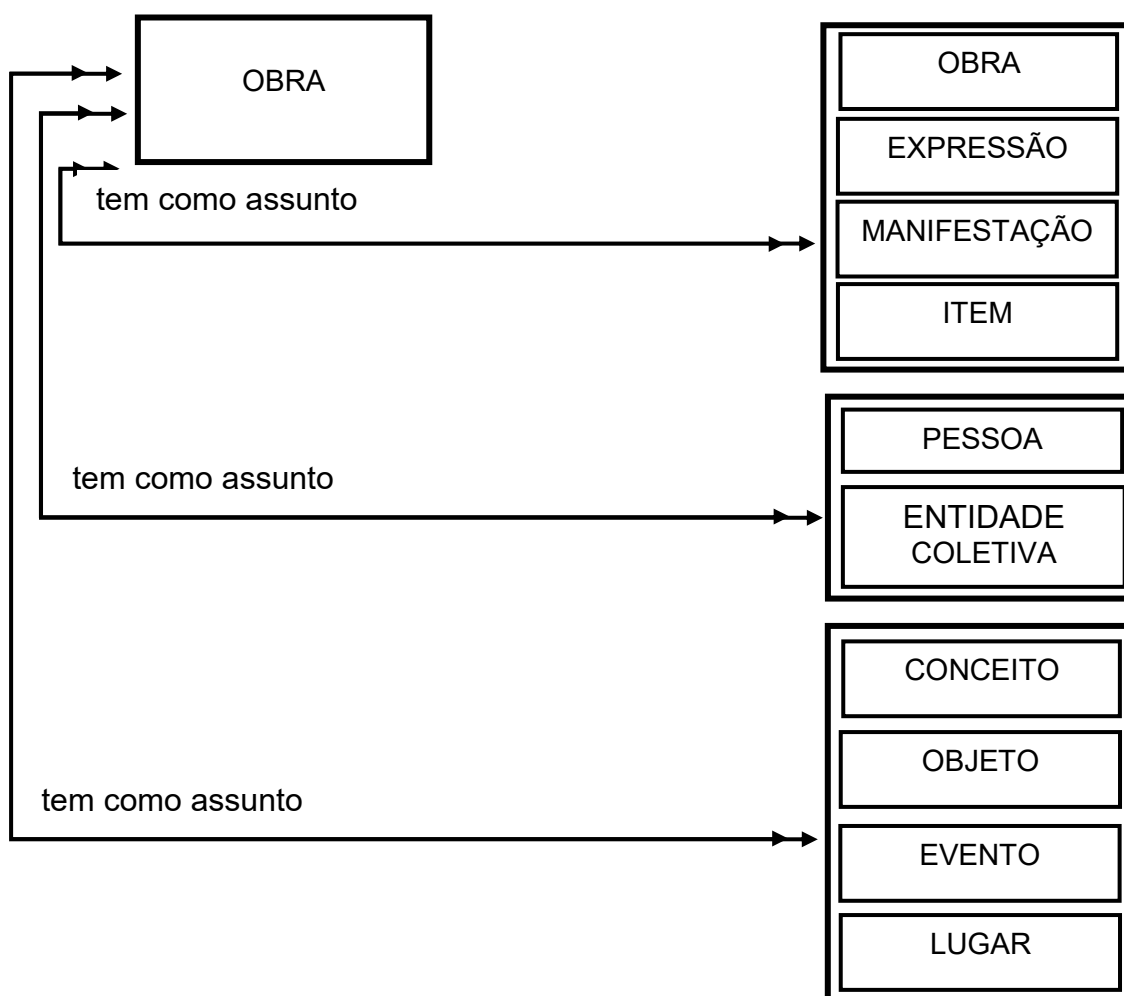 OBRA
OBRA
EXPRESSÃO
MANIFESTAÇÃO
ITEM
tem como assunto
PESSOA
ENTIDADE
COLETIVA
tem como assunto
CONCEITO
OBJETO
EVENTO
LUGAR
tem como assunto